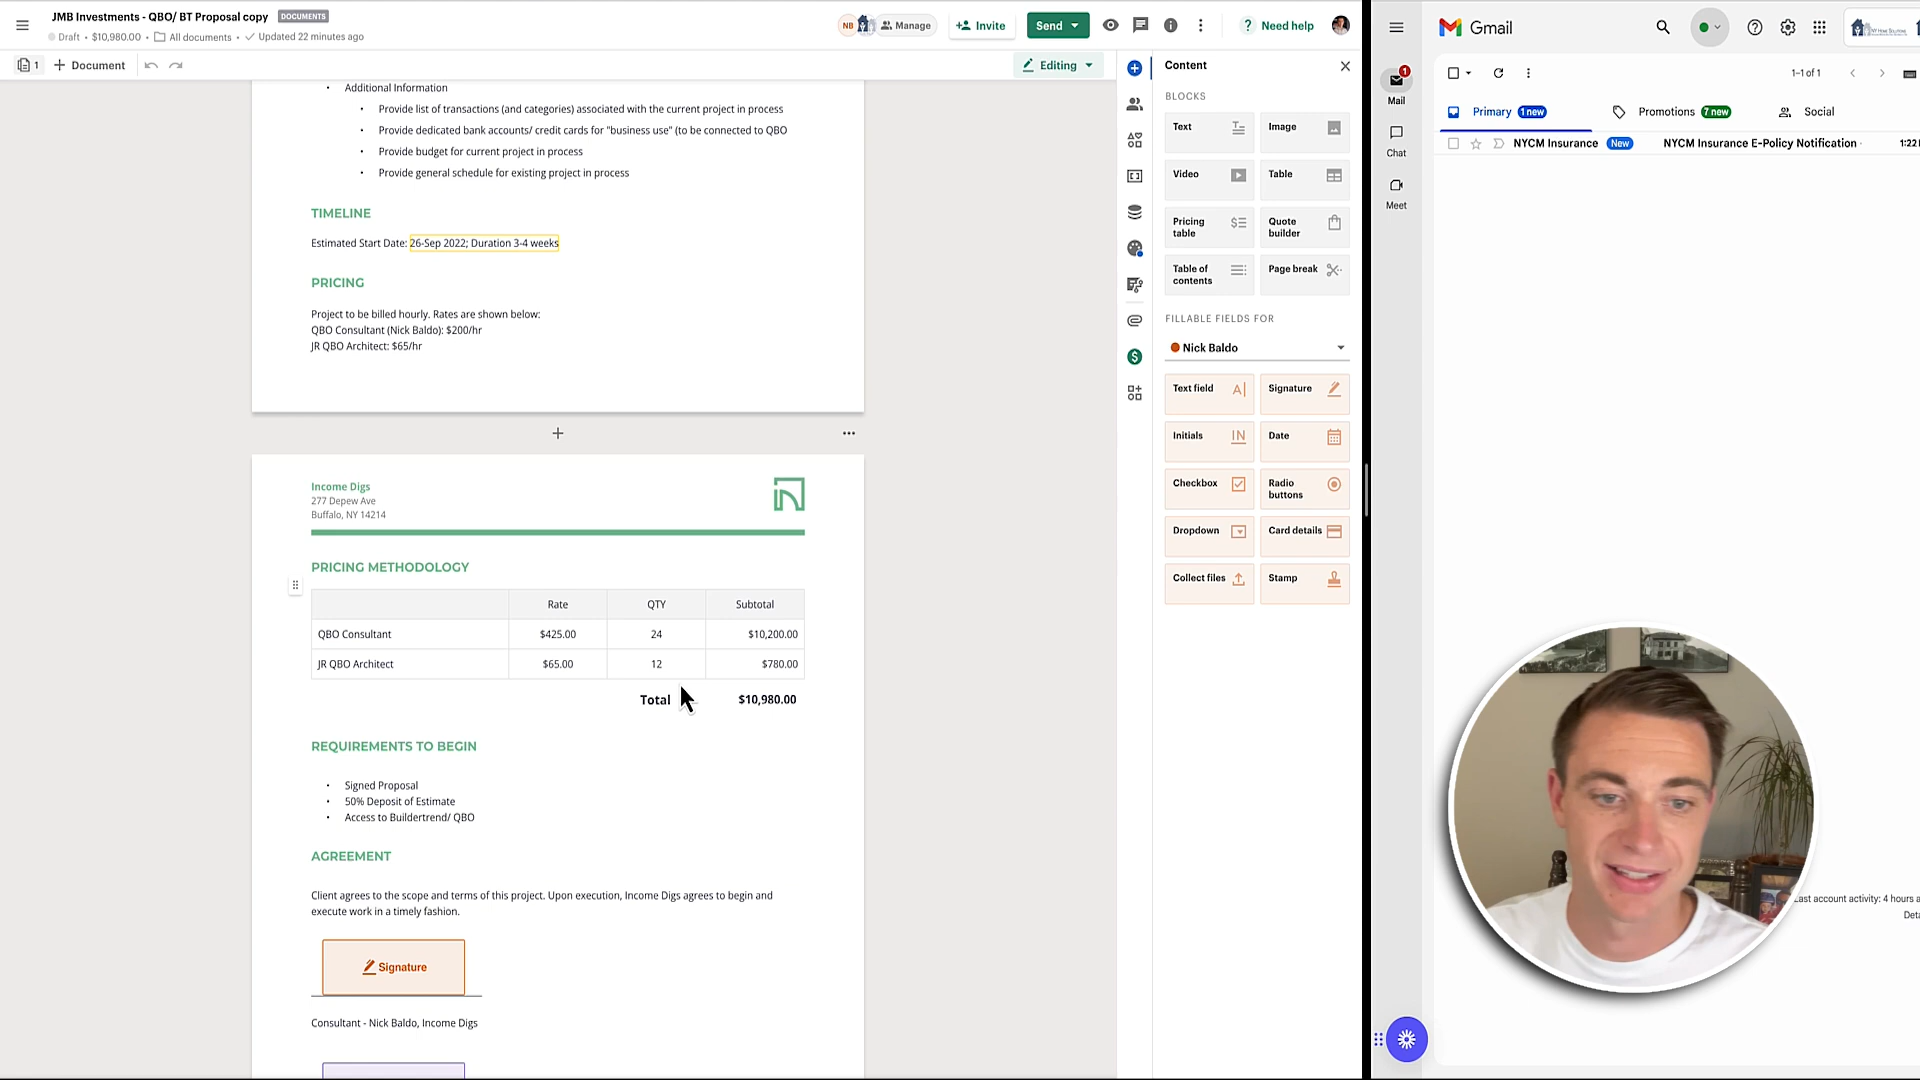 JMB Investments - QBO/ BT Proposal copy
DOCUMENTS
Draft • $10,980.00 • All documents • Updated 22 minutes ago
NB
Manage
Invite
Send
Need help
1
Document
Editing
Additional Information
Provide list of transactions (and categories) associated with the current project in process
Provide dedicated bank accounts/ credit cards for "business use" (to be connected to QBO
Provide budget for current project in process
Provide general schedule for existing project in process
TIMELINE
Estimated Start Date: 26-Sep 2022; Duration 3-4 weeks
PRICING
Project to be billed hourly. Rates are shown below:
QBO Consultant (Nick Baldo): $200/hr
JR QBO Architect: $65/hr
Income Digs
277 Depew Ave
Buffalo, NY 14214
PRICING METHODOLOGY
Rate QTY Subtotal
QBO Consultant $425.00 24 $10,200.00
JR QBO Architect $65.00 12 $780.00
Total $10,980.00
REQUIREMENTS TO BEGIN
Signed Proposal
50% Deposit of Estimate
Access to Buildertrend/ QBO
AGREEMENT
Client agrees to the scope and terms of this project. Upon execution, Income Digs agrees to begin and
execute work in a timely fashion.
Signature
Consultant - Nick Baldo, Income Digs
Content
BLOCKS
Text
Image
Video
Table
Pricing
table
Quote
builder
Table of
contents
Page break
FILLABLE FIELDS FOR
Nick Baldo
Text field
Signature
Initials
IN
Date
Checkbox
Radio
buttons
Dropdown
Card details
Collect files
Stamp
Gmail
1
Mail
Chat
Meet
1–1 of 1
Primary 1 new
Promotions 7 new
Social
NYCM Insurance New NYCM Insurance E-Policy Notification 1:22
Last account activity: 4 hours a
Deta